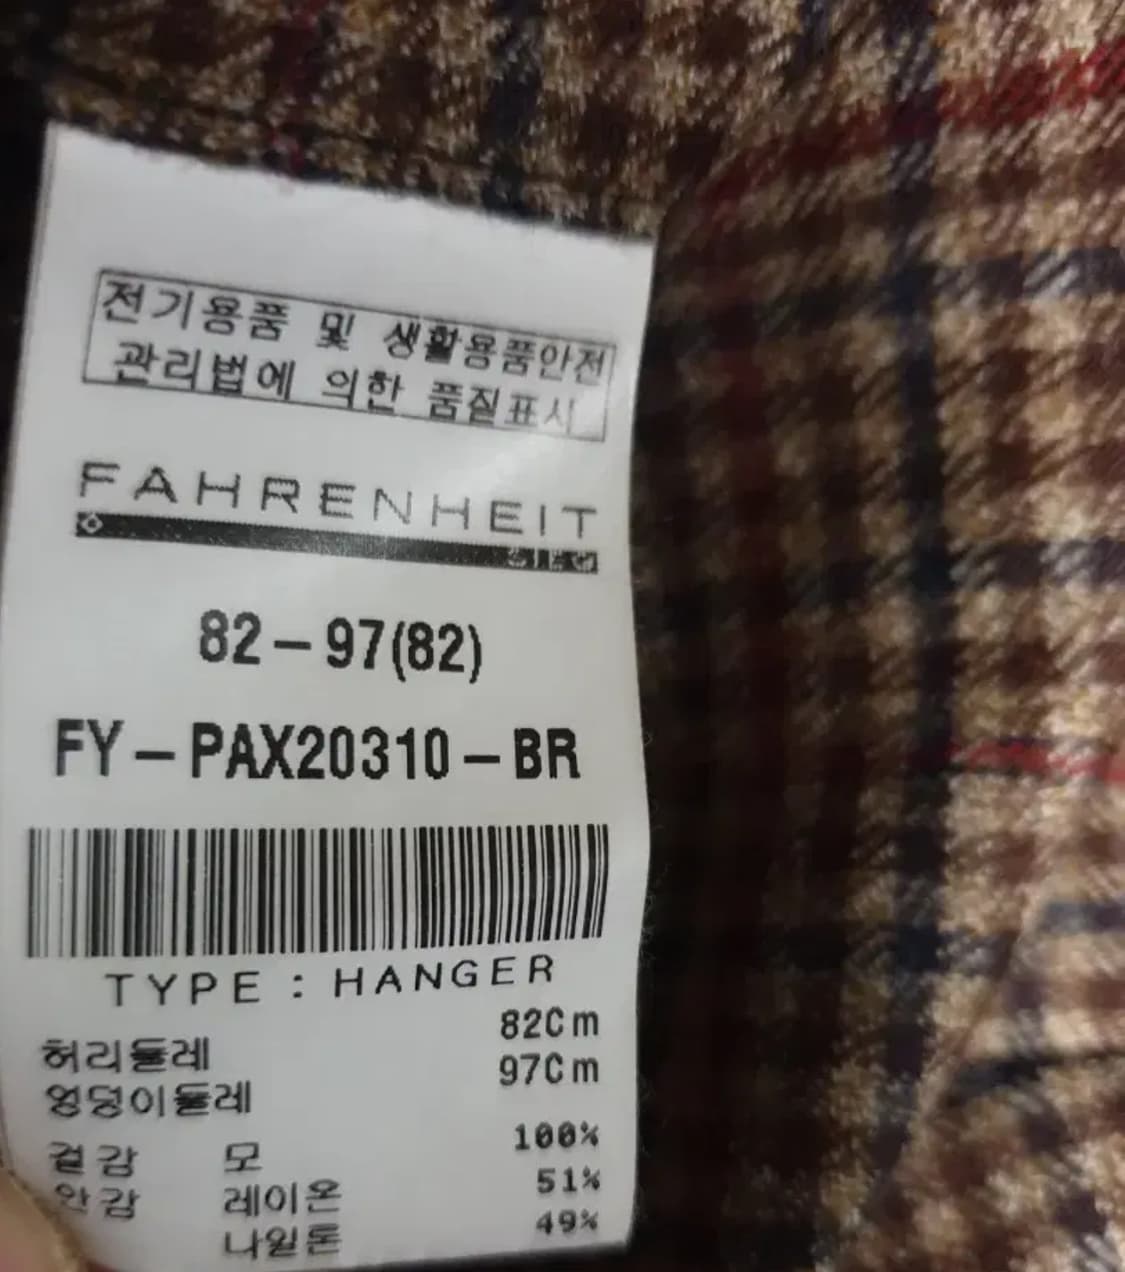 전기용품 및 생활용품안전
관리법에 의한 품질표시
FAHRENHEIT
82-97(82)
FY-PAX20310-BR
TYPE : HANGER
허리둘레 82Cm
엉덩이둘레 97Cm
겉감 모 100%
안감 레이온 51%
나일론 49%